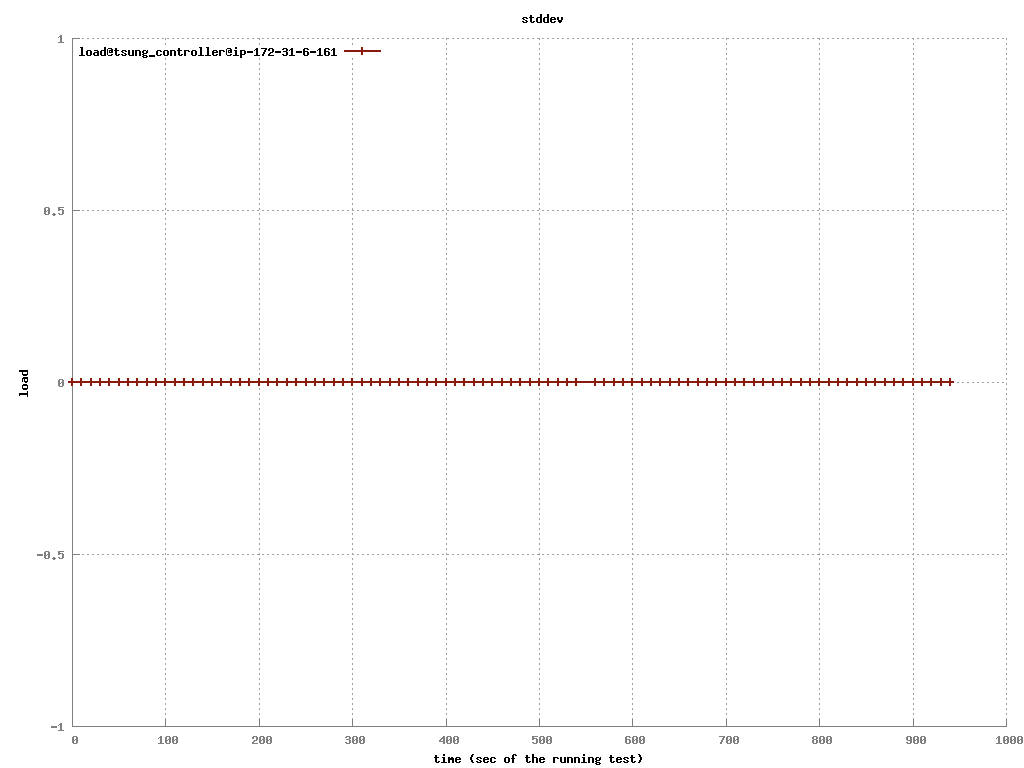 stddev
load@tsung_controller@ip-172-31-6-161
1
0.5
0
-0.5
-1
load
0 100 200 300 400 500 600 700 800 900 1000
time (sec of the running test)